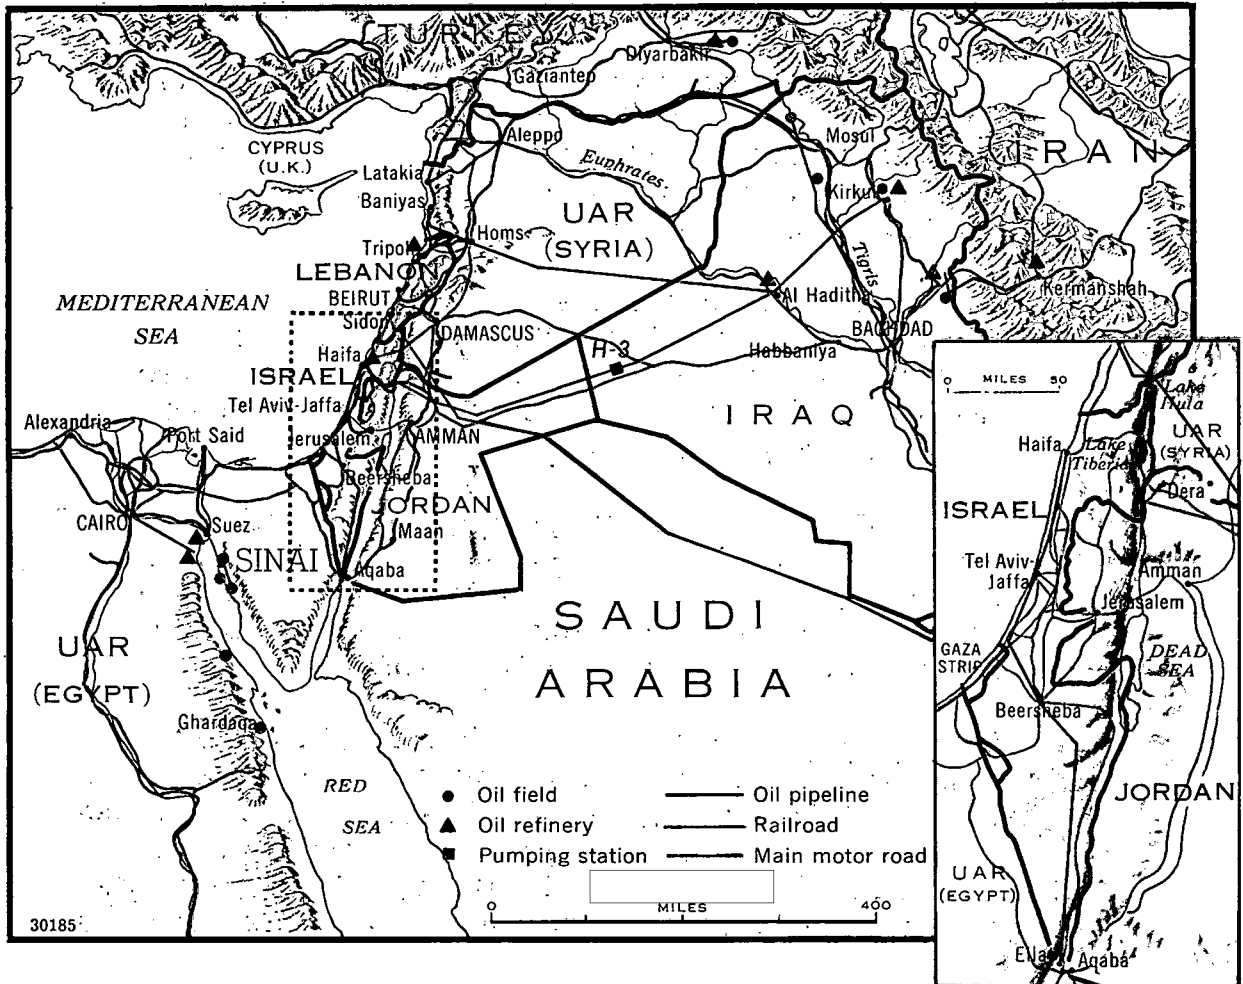 TURKEY
Diyarbakir
Gaziantep
Mosul
IRAN
Aleppo
CYPRUS
(U.K.)
Euphrates
Latakia
Kirkuk
Baniyas
UAR
(SYRIA)
Homs
Tripoli
Tigris
LEBANON
Kermanshah
BEIRUT
Al Haditha
MEDITERRANEAN
SEA
Sidon
DAMASCUS
BAGHDAD
Haifa
H-3
Habbaniya
ISRAEL
Tel Aviv-Jaffa
IRAQ
Alexandria
Port Said
Jerusalem
AMMAN
Beersheba
JORDAN
CAIRO
Suez
Maan
SINAI
Aqaba
SAUDI
ARABIA
UAR
(EGYPT)
Ghardaqa
RED
SEA
Oil field
Oil refinery
Pumping station
Oil pipeline
Railroad
Main motor road
0 MILES 400
30185
0 MILES 50
Lake
Hula
Haifa
Lake
Tiberias
UAR
(SYRIA)
Dera
ISRAEL
Tel Aviv-
Jaffa
Amman
Jerusalem
GAZA
STRIP
DEAD
SEA
Beersheba
JORDAN
UAR
(EGYPT)
Eilat
Aqaba